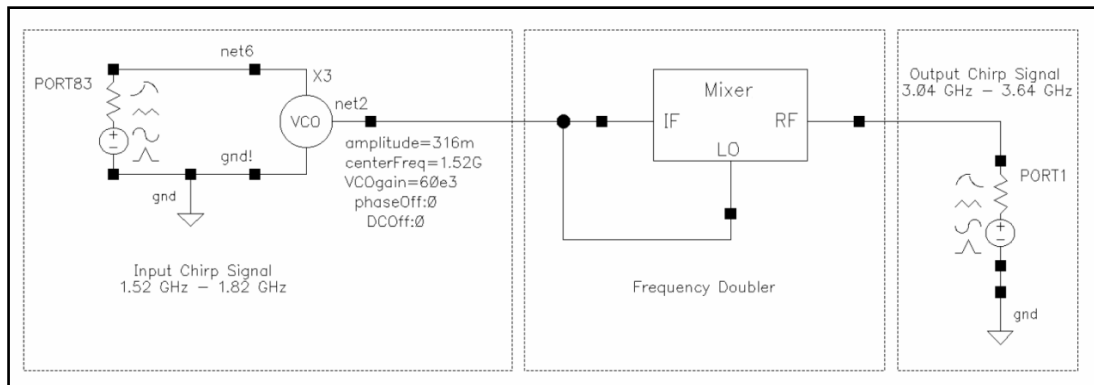 net6
PORT83
X3
VCO
net2
gnd!
gnd
amplitude=316m
centerFreq=1.52G
VCOgain=60e3
phaseOff:0
DCOff:0
Input Chirp Signal
1.52 GHz – 1.82 GHz
Mixer
IF
RF
LO
Frequency Doubler
Output Chirp Signal
3.04 GHz – 3.64 GHz
PORT1
gnd